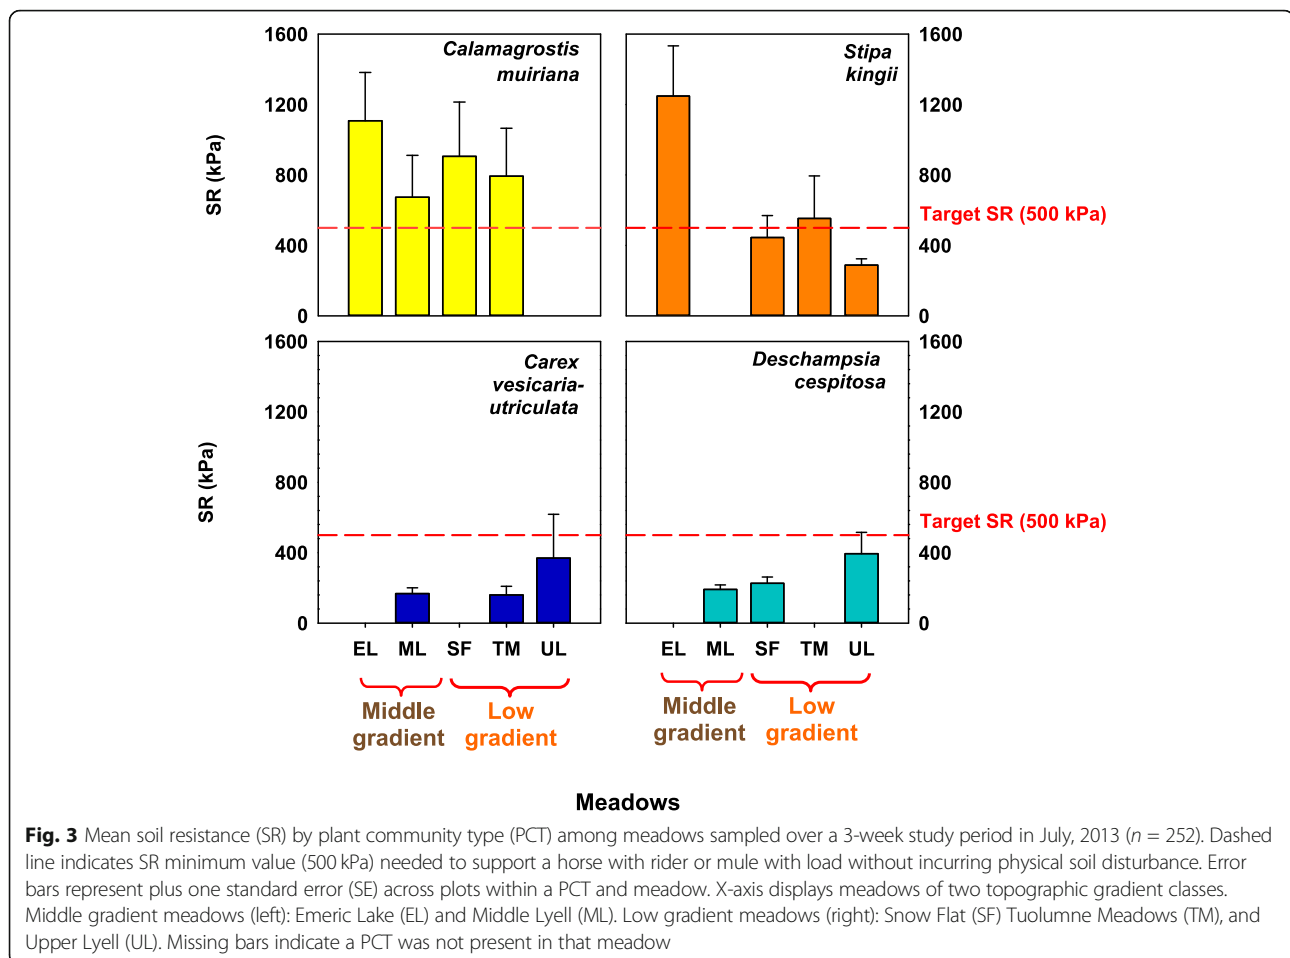 1600
1200
800
400
0
SR (kPa)
Calamagrostis
muiriana
Stipa
kingii
1600
1200
800
400
0
Target SR (500 kPa)
1600
1200
800
400
0
SR (kPa)
Carex
vesicaria-
utriculata
Deschampsia
cespitosa
1600
1200
800
400
0
Target SR (500 kPa)
EL ML SF TM UL
EL ML SF TM UL
Middle
gradient
Low
gradient
Middle
gradient
Low
gradient
Meadows
Fig. 3 Mean soil resistance (SR) by plant community type (PCT) among meadows sampled over a 3-week study period in July, 2013 (n = 252). Dashed
line indicates SR minimum value (500 kPa) needed to support a horse with rider or mule with load without incurring physical soil disturbance. Error
bars represent plus one standard error (SE) across plots within a PCT and meadow. X-axis displays meadows of two topographic gradient classes.
Middle gradient meadows (left): Emeric Lake (EL) and Middle Lyell (ML). Low gradient meadows (right): Snow Flat (SF) Tuolumne Meadows (TM), and
Upper Lyell (UL). Missing bars indicate a PCT was not present in that meadow